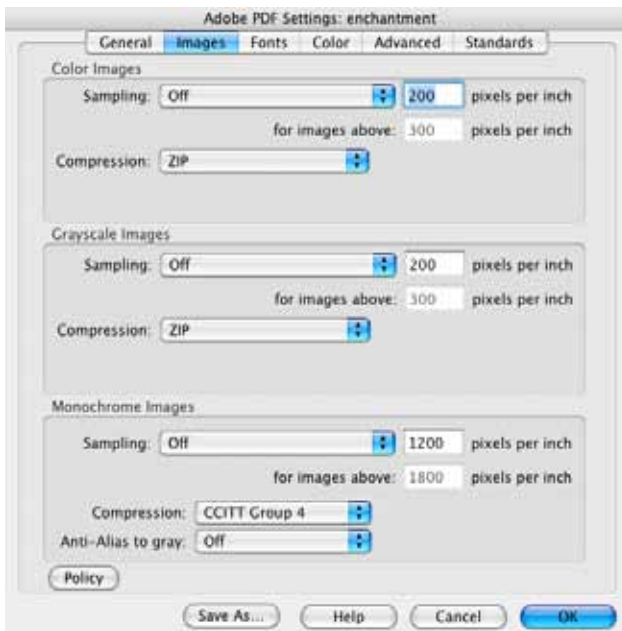 Adobe PDF Settings: enchantment
General Images Fonts Color Advanced Standards
Color Images
Sampling: Off 200 pixels per inch
for images above: 300 pixels per inch
Compression: ZIP
Grayscale Images
Sampling: Off 200 pixels per inch
for images above: 300 pixels per inch
Compression: ZIP
Monochrome Images
Sampling: Off 1200 pixels per inch
for images above: 1800 pixels per inch
Compression: CCITT Group 4
Anti-Alias to gray: Off
Policy
Save As... Help Cancel OK